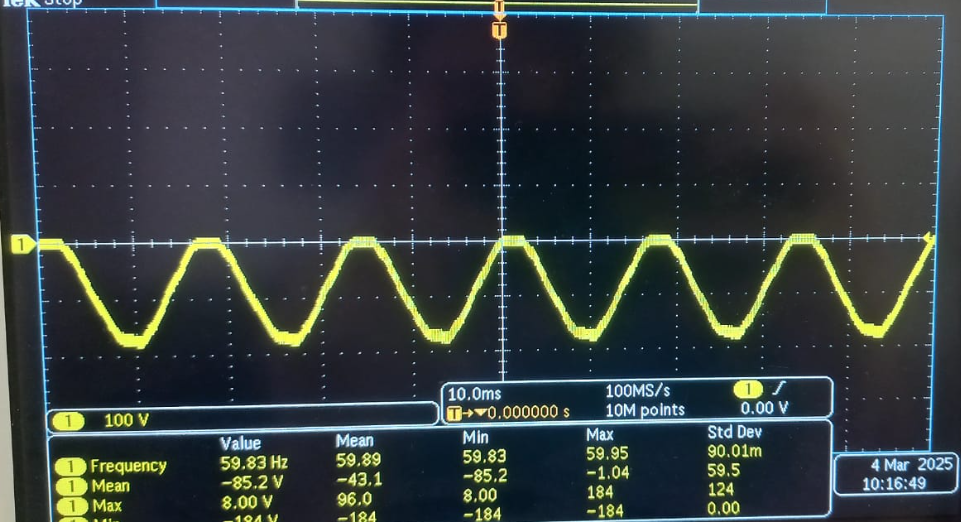 Tek Stop
T
T
1
10.0ms 100MS/s 1
T→▼0.000000 s 10M points 0.00 V
1 100 V
Value Mean Min Max Std Dev
1 Frequency 59.83 Hz 59.89 59.83 59.95 90.01m
1 Mean −85.2 V −43.1 −85.2 −1.04 59.5
1 Max 8.00 V 96.0 8.00 184 124
1 Min −184 V −184 −184 −184 0.00
4 Mar 2025
10:16:49